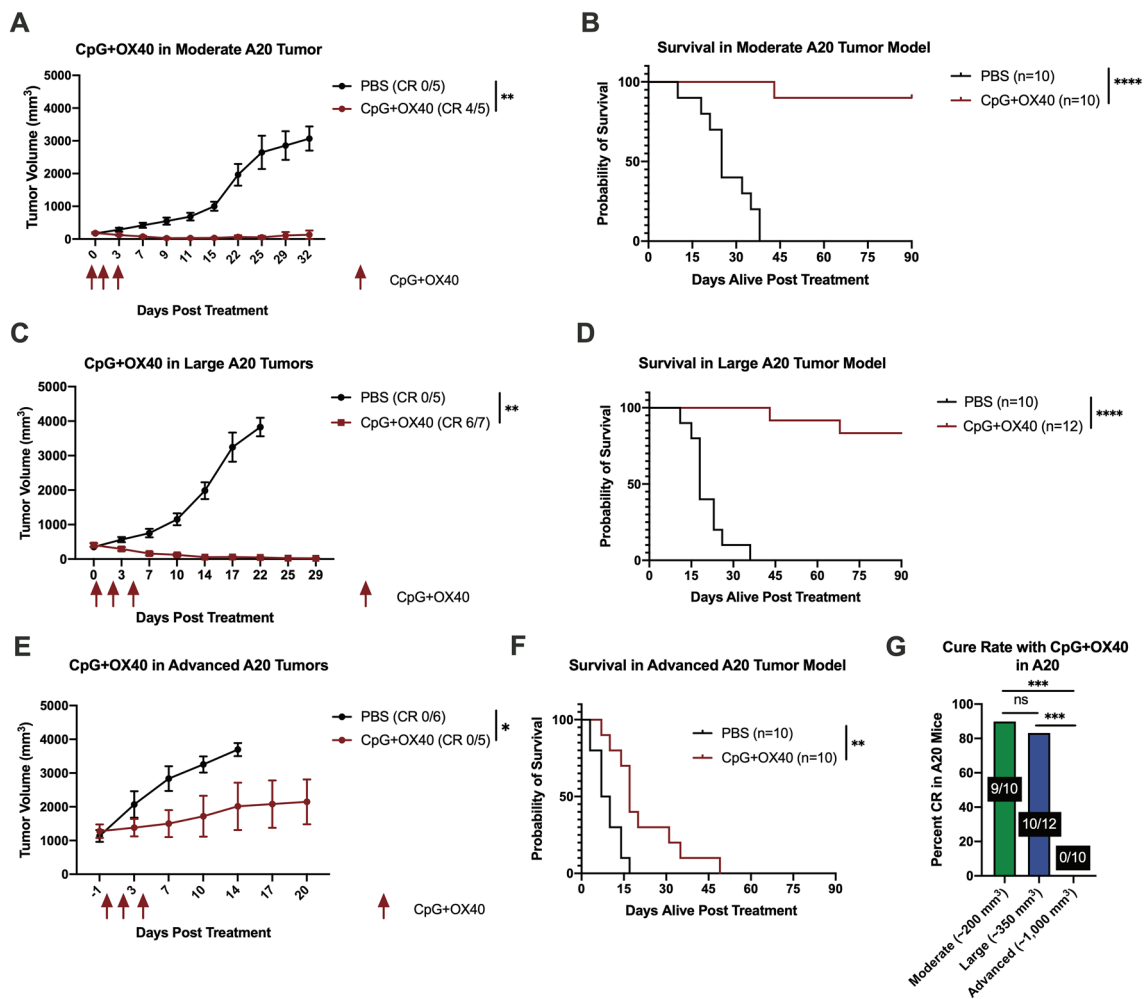 A
CpG+OX40 in Moderate A20 Tumor
Tumor Volume (mm³)
5000
4000
3000
2000
1000
0
0 3 7 9 11 15 22 25 29 32
PBS (CR 0/5)
CpG+OX40 (CR 4/5)
**
CpG+OX40
Days Post Treatment
B
Survival in Moderate A20 Tumor Model
Probability of Survival
100
50
0
0 15 30 45 60 75 90
Days Alive Post Treatment
PBS (n=10)
CpG+OX40 (n=10)
****
C
CpG+OX40 in Large A20 Tumors
Tumor Volume (mm³)
5000
4000
3000
2000
1000
0
0 3 7 10 14 17 22 25 29
PBS (CR 0/5)
CpG+OX40 (CR 6/7)
**
CpG+OX40
Days Post Treatment
D
Survival in Large A20 Tumor Model
Probability of Survival
100
50
0
0 15 30 45 60 75 90
Days Alive Post Treatment
PBS (n=10)
CpG+OX40 (n=12)
****
E
CpG+OX40 in Advanced A20 Tumors
Tumor Volume (mm³)
5000
4000
3000
2000
1000
0
-1 3 7 10 14 17 20
PBS (CR 0/6)
CpG+OX40 (CR 0/5)
*
CpG+OX40
Days Post Treatment
F
Survival in Advanced A20 Tumor Model
Probability of Survival
100
50
0
0 15 30 45 60 75 90
Days Alive Post Treatment
PBS (n=10)
CpG+OX40 (n=10)
**
G
Cure Rate with CpG+OX40
in A20
Percent CR in A20 Mice
100
80
60
40
20
0
***
ns
***
9/10
10/12
0/10
Moderate (~200 mm³)
Large (~350 mm³)
Advanced (~1,000 mm³)